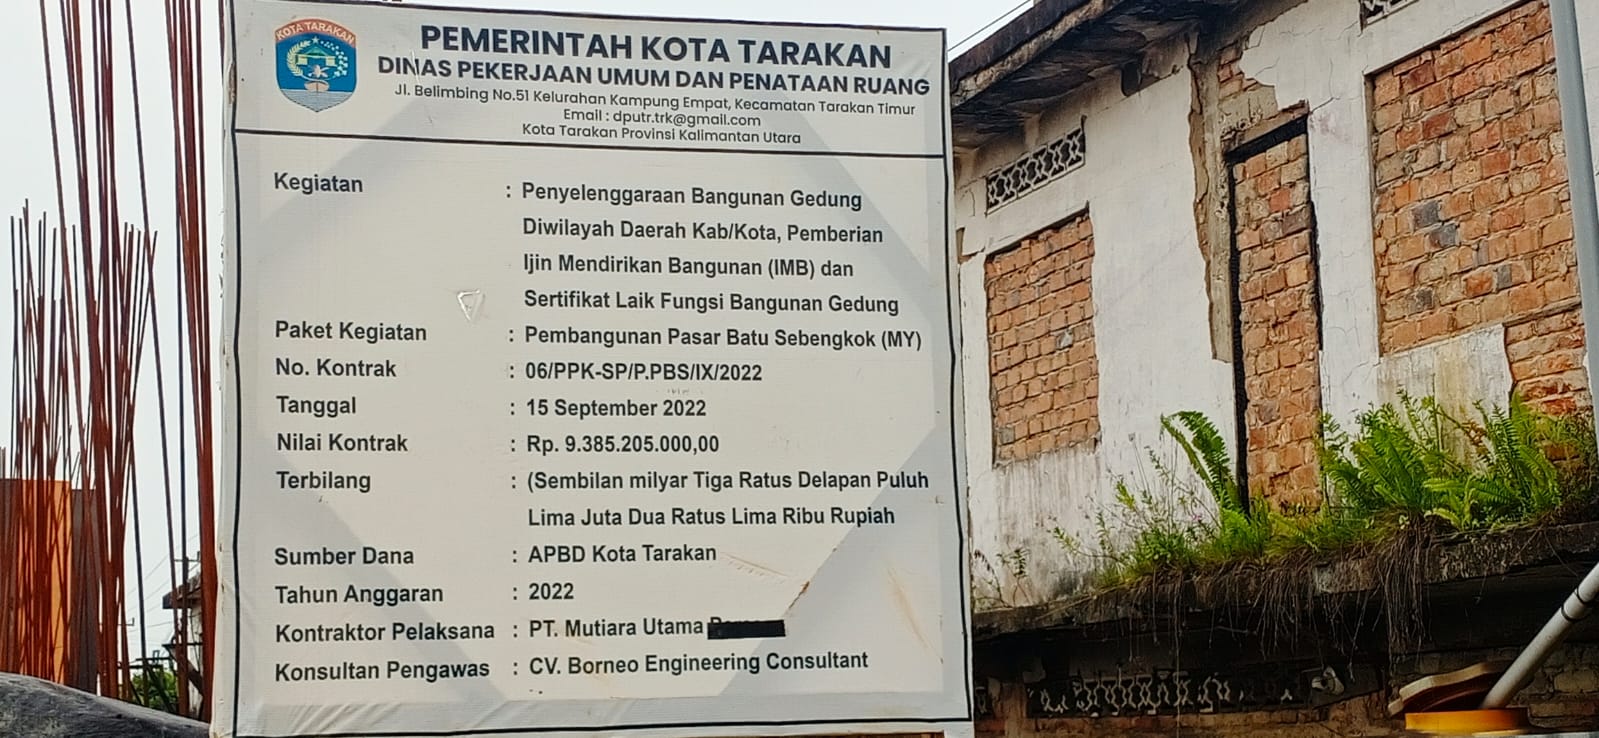 KOTA TARAKAN
PEMERINTAH KOTA TARAKAN
DINAS PEKERJAAN UMUM DAN PENATAAN RUANG
Jl. Belimbing No.51 Kelurahan Kampung Empat, Kecamatan Tarakan Timur
Email : dputr.trk@gmail.com
Kota Tarakan Provinsi Kalimantan Utara
Kegiatan : Penyelenggaraan Bangunan Gedung
Diwilayah Daerah Kab/Kota, Pemberian
Ijin Mendirikan Bangunan (IMB) dan
Sertifikat Laik Fungsi Bangunan Gedung
Paket Kegiatan : Pembangunan Pasar Batu Sebengkok (MY)
No. Kontrak : 06/PPK-SP/P.PBS/IX/2022
Tanggal : 15 September 2022
Nilai Kontrak : Rp. 9.385.205.000,00
Terbilang : (Sembilan milyar Tiga Ratus Delapan Puluh
Lima Juta Dua Ratus Lima Ribu Rupiah
Sumber Dana : APBD Kota Tarakan
Tahun Anggaran : 2022
Kontraktor Pelaksana : PT. Mutiara Utama
Konsultan Pengawas : CV. Borneo Engineering Consultant